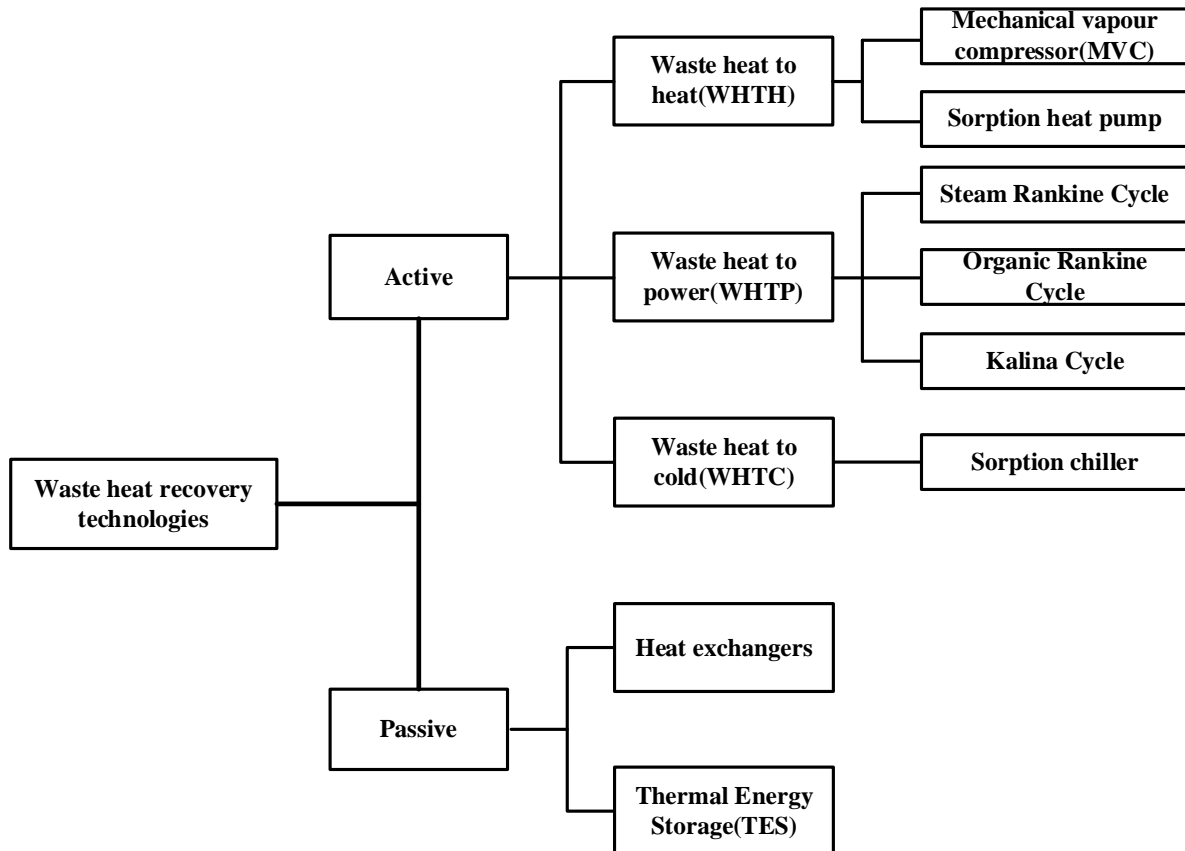 Mechanical vapour
compressor(MVC)
Waste heat to
heat(WHTH)
Sorption heat pump
Steam Rankine Cycle
Active
Waste heat to
power(WHTP)
Organic Rankine
Cycle
Kalina Cycle
Waste heat to
cold(WHTC)
Sorption chiller
Waste heat recovery
technologies
Heat exchangers
Passive
Thermal Energy
Storage(TES)